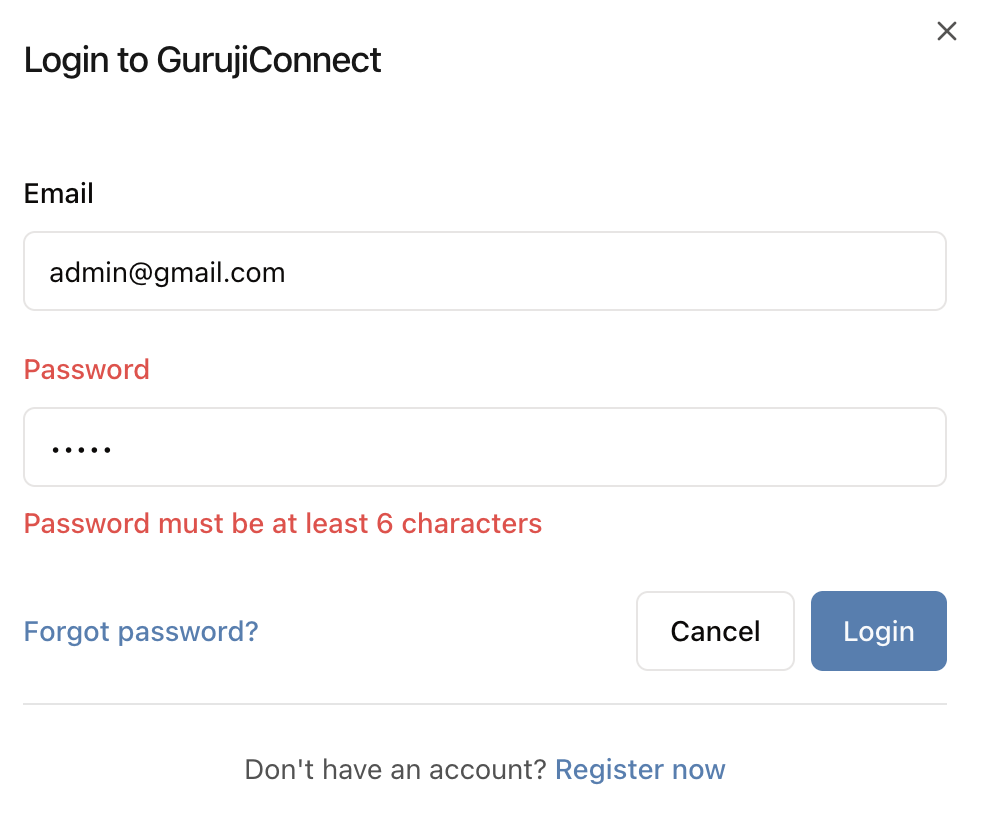 Login to GurujiConnect
Email
admin@gmail.com
Password
•••••
Password must be at least 6 characters
Forgot password?
Cancel
Login
Don't have an account? Register now